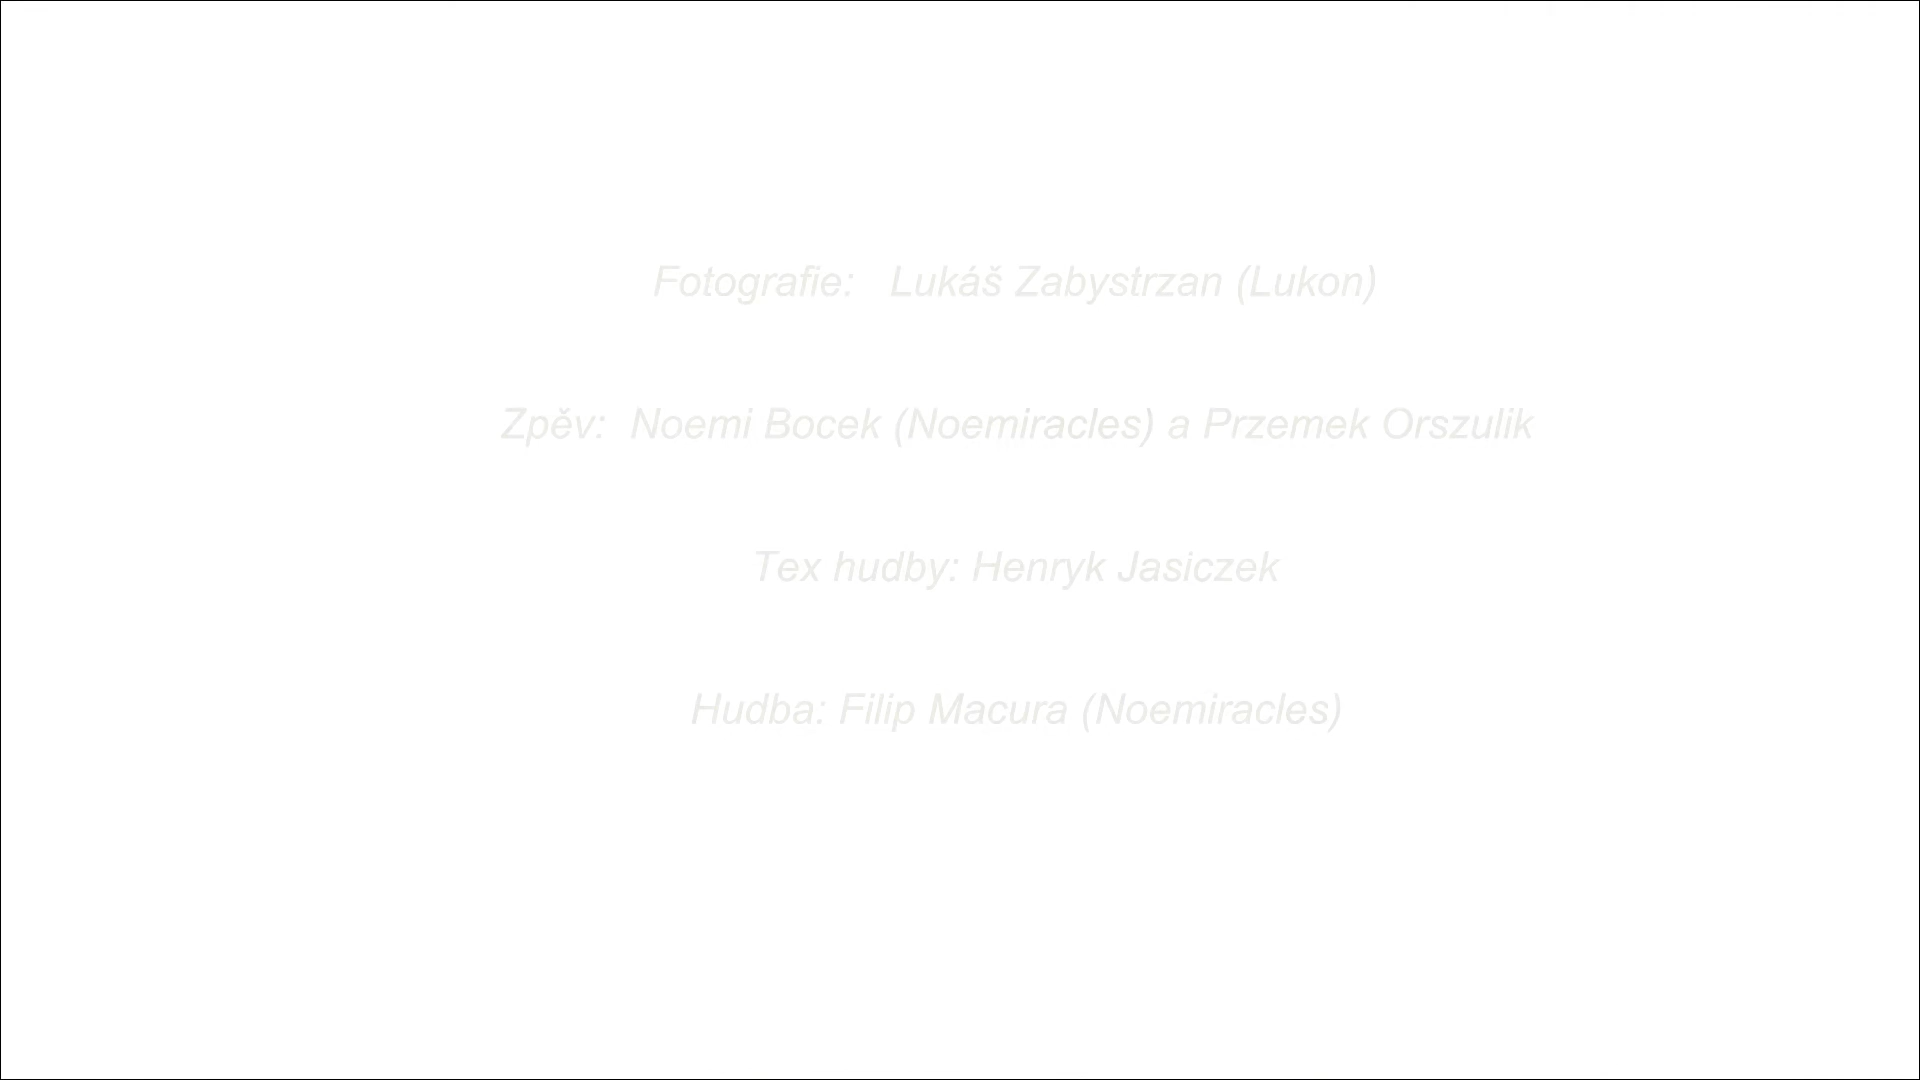 Fotografie:   Lukáš Zabystrzan (Lukon)
Zpěv:  Noemi Bocek (Noemiracles) a Przemek Orszulik
Tex hudby: Henryk Jasiczek
Hudba: Filip Macura (Noemiracles)